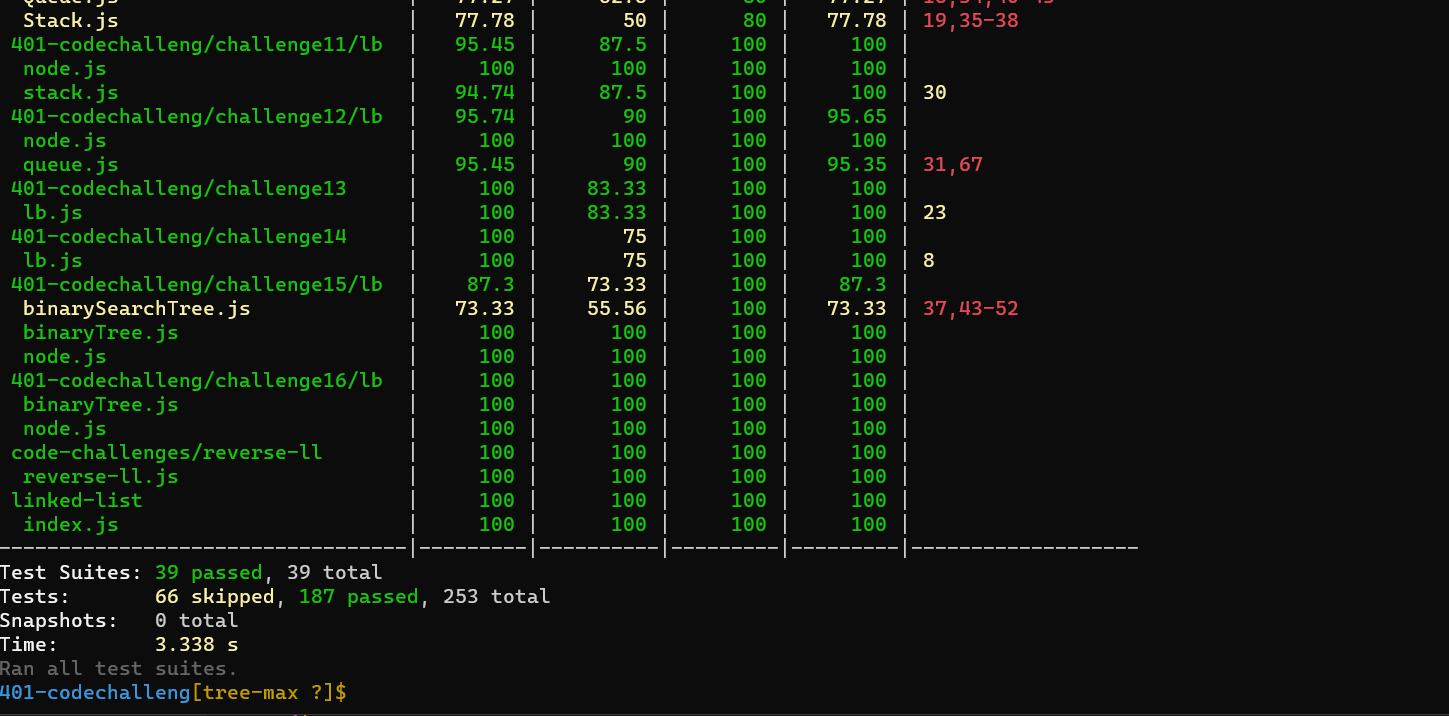 Stack.js | 77.78 | 50 | 80 | 77.78 | 19,35-38
401-codechalleng/challenge11/lb | 95.45 | 87.5 | 100 | 100 |
node.js | 100 | 100 | 100 | 100 |
stack.js | 94.74 | 87.5 | 100 | 100 | 30
401-codechalleng/challenge12/lb | 95.74 | 90 | 100 | 95.65 |
node.js | 100 | 100 | 100 | 100 |
queue.js | 95.45 | 90 | 100 | 95.35 | 31,67
401-codechalleng/challenge13 | 100 | 83.33 | 100 | 100 |
lb.js | 100 | 83.33 | 100 | 100 | 23
401-codechalleng/challenge14 | 100 | 75 | 100 | 100 |
lb.js | 100 | 75 | 100 | 100 | 8
401-codechalleng/challenge15/lb | 87.3 | 73.33 | 100 | 87.3 |
binarySearchTree.js | 73.33 | 55.56 | 100 | 73.33 | 37,43-52
binaryTree.js | 100 | 100 | 100 | 100 |
node.js | 100 | 100 | 100 | 100 |
401-codechalleng/challenge16/lb | 100 | 100 | 100 | 100 |
binaryTree.js | 100 | 100 | 100 | 100 |
node.js | 100 | 100 | 100 | 100 |
code-challenges/reverse-ll | 100 | 100 | 100 | 100 |
reverse-ll.js | 100 | 100 | 100 | 100 |
linked-list | 100 | 100 | 100 | 100 |
index.js | 100 | 100 | 100 | 100 |
----------------------------------|---------|----------|---------|---------|-------------------
Test Suites: 39 passed, 39 total
Tests: 66 skipped, 187 passed, 253 total
Snapshots: 0 total
Time: 3.338 s
Ran all test suites.
401-codechalleng[tree-max ?]$